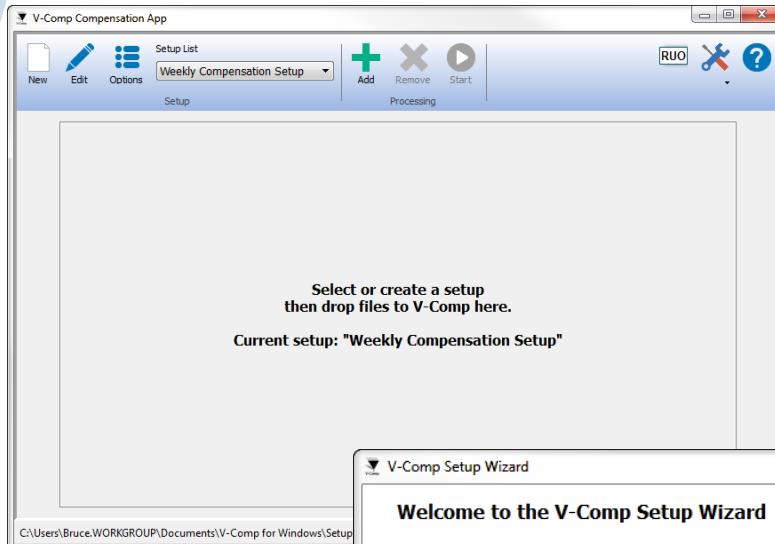 V-Comp Compensation App
Setup List
Weekly Compensation Setup
New
Edit
Options
Add
Remove
Start
RUO
?
Setup
Processing
Select or create a setup
then drop files to V-Comp here.
Current setup: "Weekly Compensation Setup"
C:\Users\Bruce.WORKGROUP\Documents\V-Comp for Windows\Setup
V-Comp Setup Wizard
Welcome to the V-Comp Setup Wizard